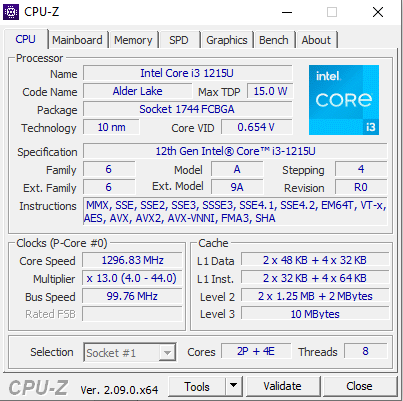 CPU-Z
CPU Mainboard Memory SPD Graphics Bench About
Processor
Name Intel Core i3 1215U
Code Name Alder Lake Max TDP 15.0 W
Package Socket 1744 FCBGA
Technology 10 nm Core VID 0.654 V
intel
CORE
i3
Specification 12th Gen Intel® Core™ i3-1215U
Family 6 Model A Stepping 4
Ext. Family 6 Ext. Model 9A Revision R0
Instructions MMX, SSE, SSE2, SSE3, SSSE3, SSE4.1, SSE4.2, EM64T, VT-x,
AES, AVX, AVX2, AVX-VNNI, FMA3, SHA
Clocks (P-Core #0)
Core Speed 1296.83 MHz
Multiplier x 13.0 (4.0 - 44.0)
Bus Speed 99.76 MHz
Rated FSB
Cache
L1 Data 2 x 48 KB + 4 x 32 KB
L1 Inst. 2 x 32 KB + 4 x 64 KB
Level 2 2 x 1.25 MB + 2 MBytes
Level 3 10 MBytes
Selection Socket #1 Cores 2P + 4E Threads 8
CPU-Z Ver. 2.09.0.x64 Tools Validate Close